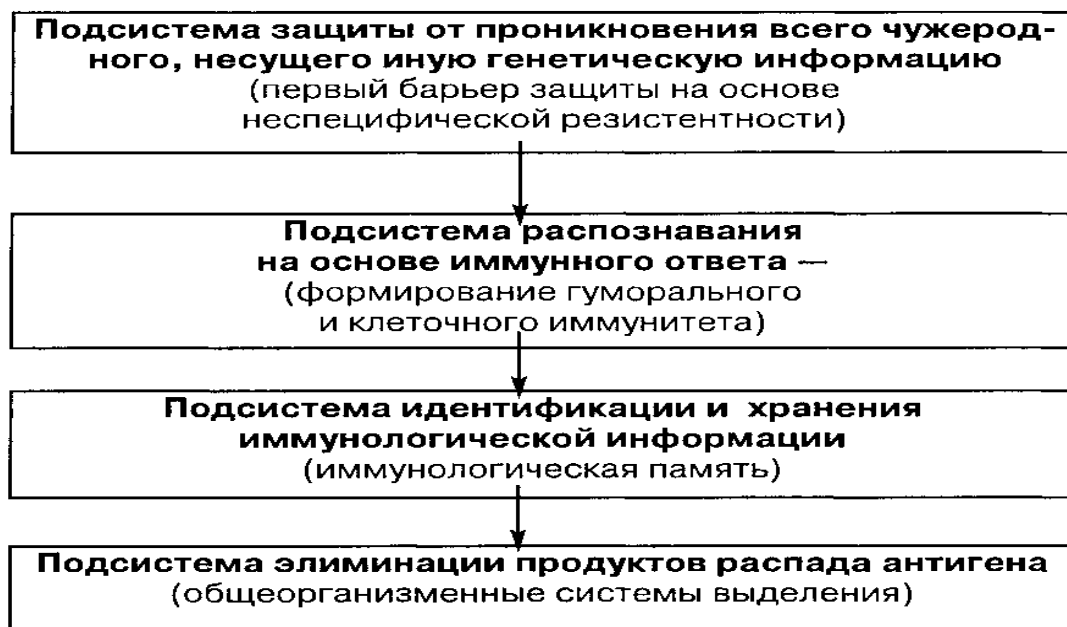 Подсистема защиты от проникновения всего чужерод-
ного, несущего иную генетическую информацию
(первый барьер защиты на основе
неспецифической резистентности)
Подсистема распознавания
на основе иммунного ответа —
(формирование гуморального
и клеточного иммунитета)
Подсистема идентификации и хранения
иммунологической информации
(иммунологическая память)
Подсистема элиминации продуктов распада антигена
(общеорганизменные системы выделения)